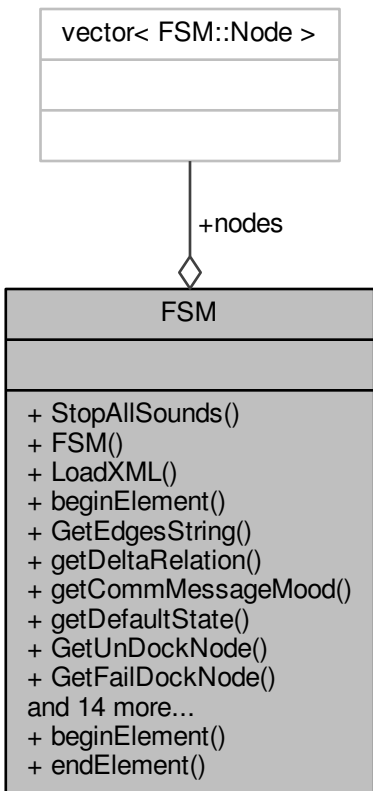 vector< FSM::Node >
+nodes
FSM
+ StopAllSounds()
+ FSM()
+ LoadXML()
+ beginElement()
+ GetEdgesString()
+ getDeltaRelation()
+ getCommMessageMood()
+ getDefaultState()
+ GetUnDockNode()
+ GetFailDockNode()
and 14 more...
+ beginElement()
+ endElement()